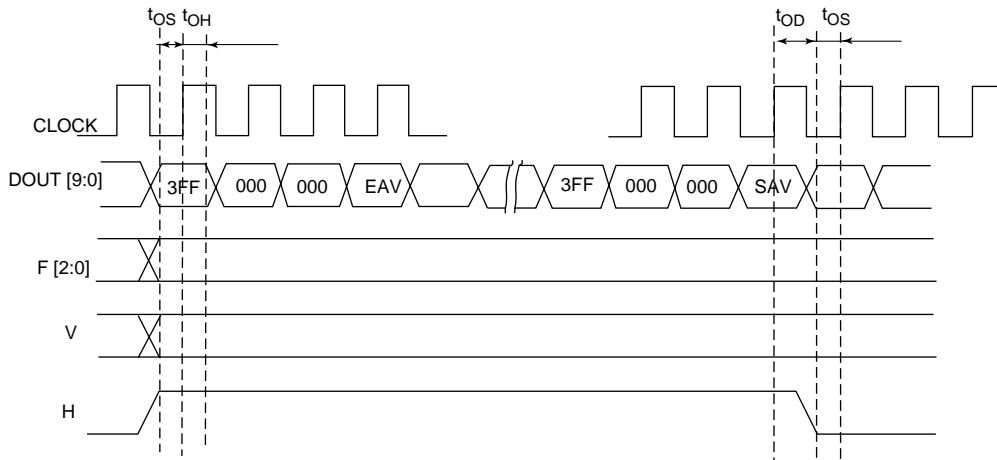 tOS tOH tOD tOS
CLOCK
DOUT [9:0] 3FF 000 000 EAV 3FF 000 000 SAV
F [2:0]
V
H